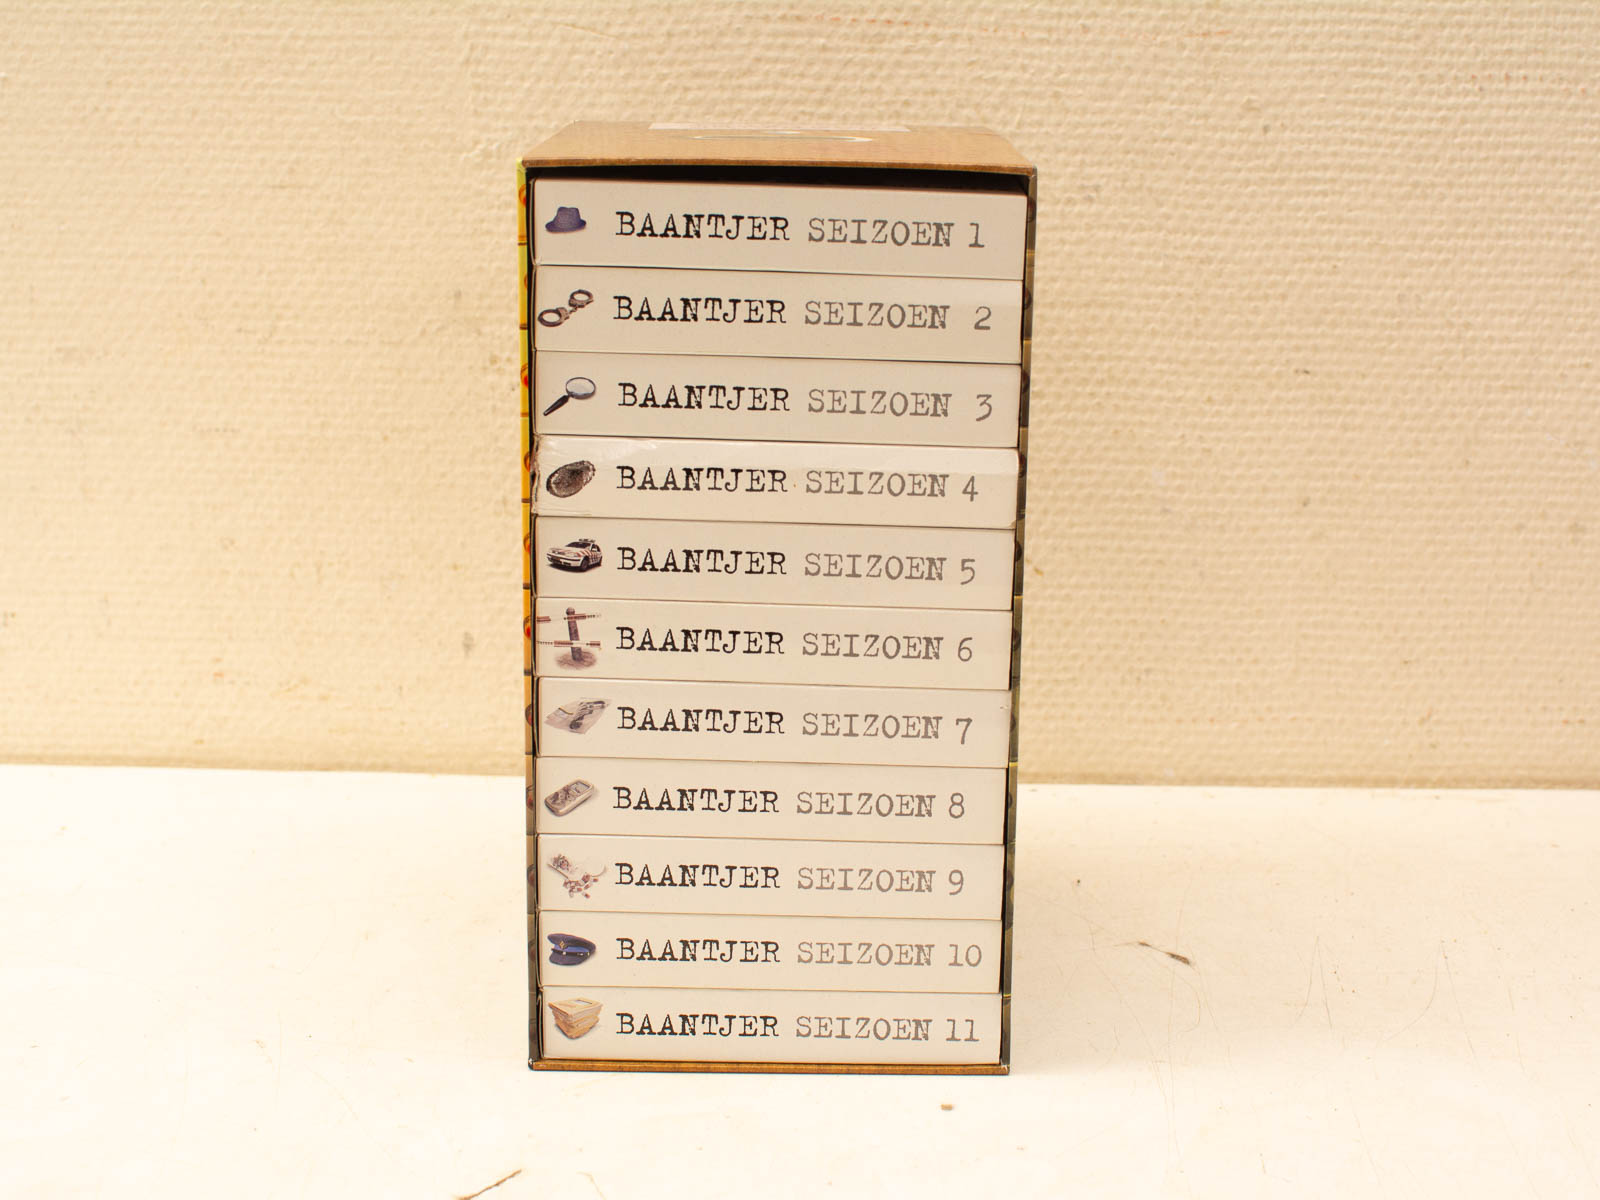 BAANTJER SEIZOEN 1
BAANTJER SEIZOEN 2
BAANTJER SEIZOEN 3
BAANTJER SEIZOEN 4
BAANTJER SEIZOEN 5
BAANTJER SEIZOEN 6
BAANTJER SEIZOEN 7
BAANTJER SEIZOEN 8
BAANTJER SEIZOEN 9
BAANTJER SEIZOEN 10
BAANTJER SEIZOEN 11